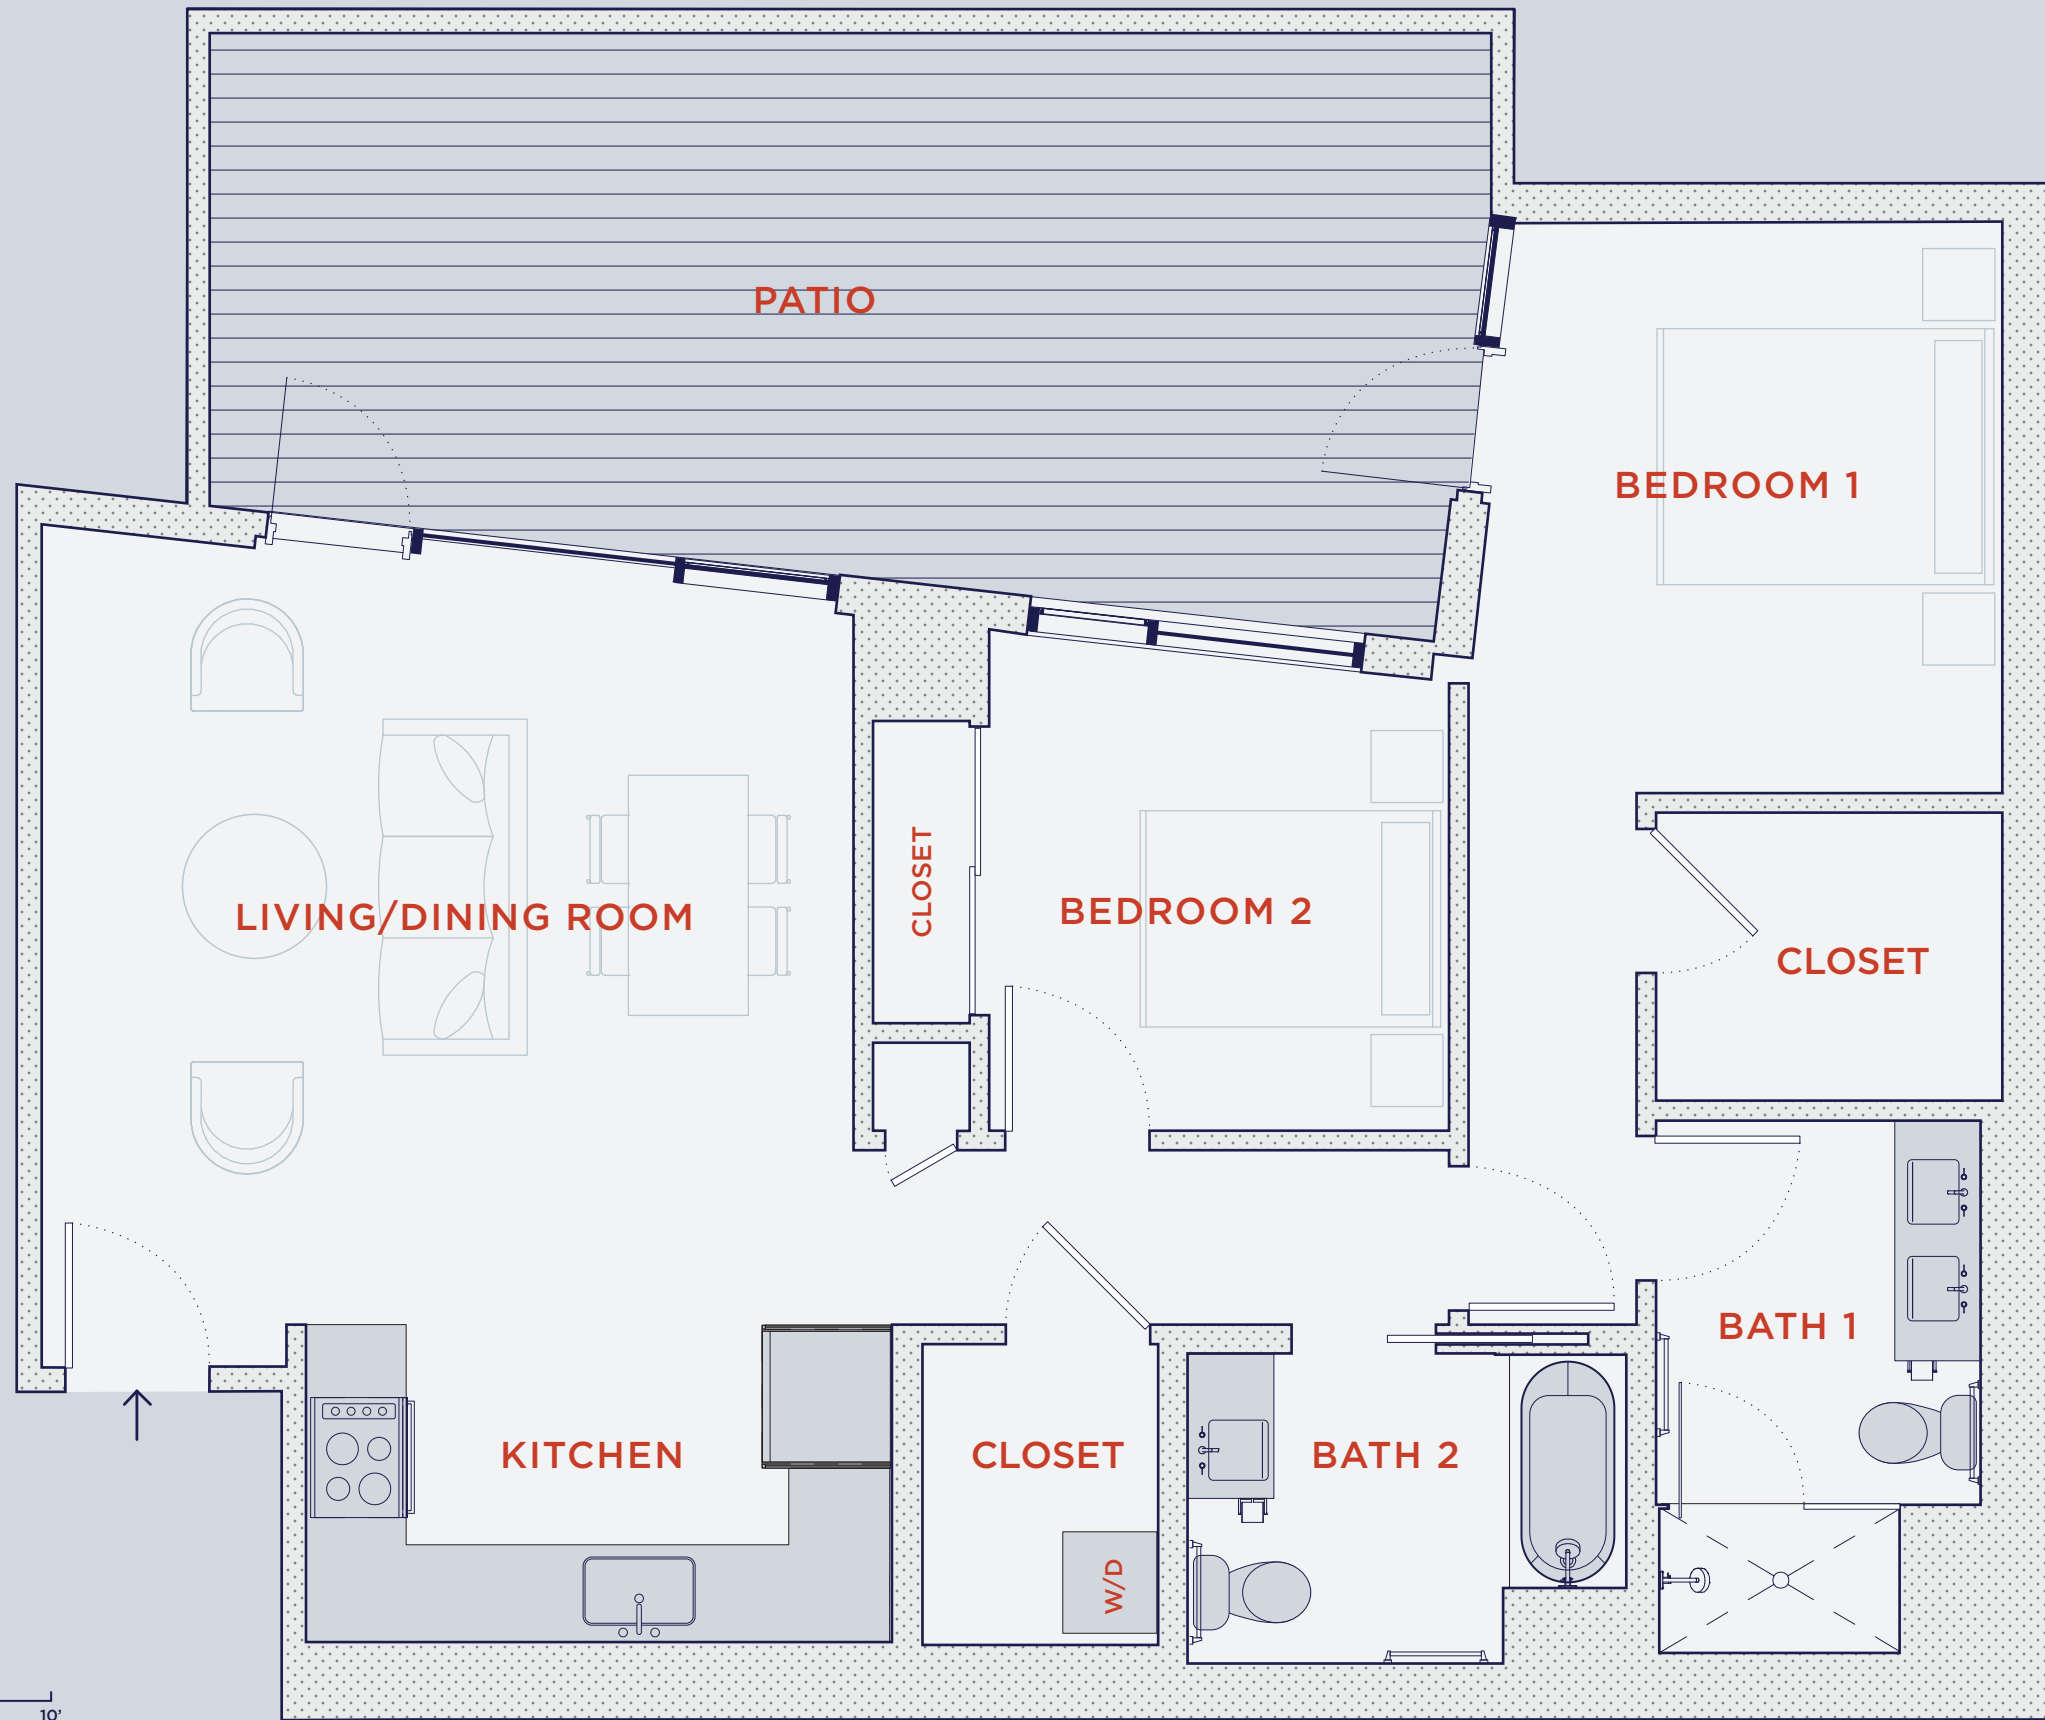 PATIO
BEDROOM 1
CLOSET
BEDROOM 2
LIVING/DINING ROOM
CLOSET
BATH 1
KITCHEN
CLOSET
BATH 2
W/D
10'